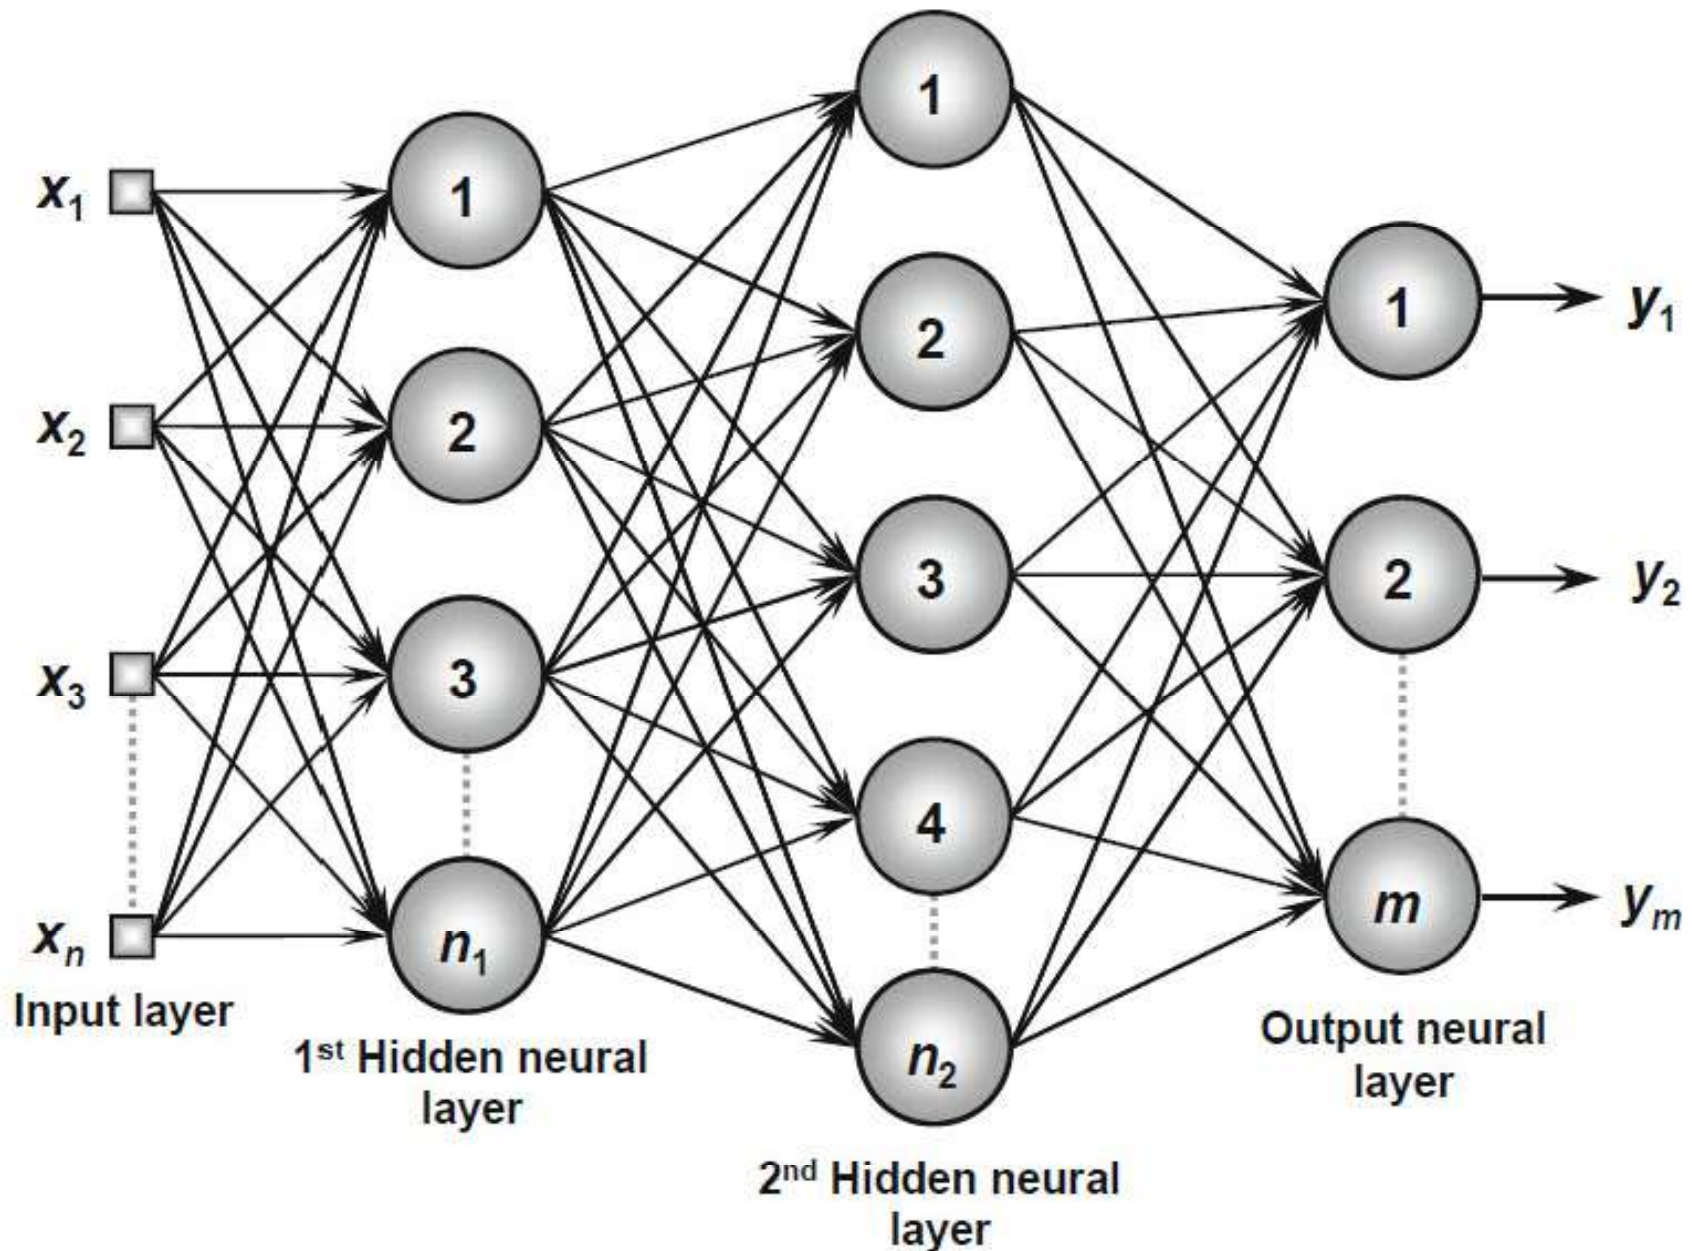 x1
x2
x3
xn
Input layer
1
2
3
n1
1st Hidden neural
layer
1
2
3
4
n2
2nd Hidden neural
layer
1
2
m
Output neural
layer
y1
y2
ym